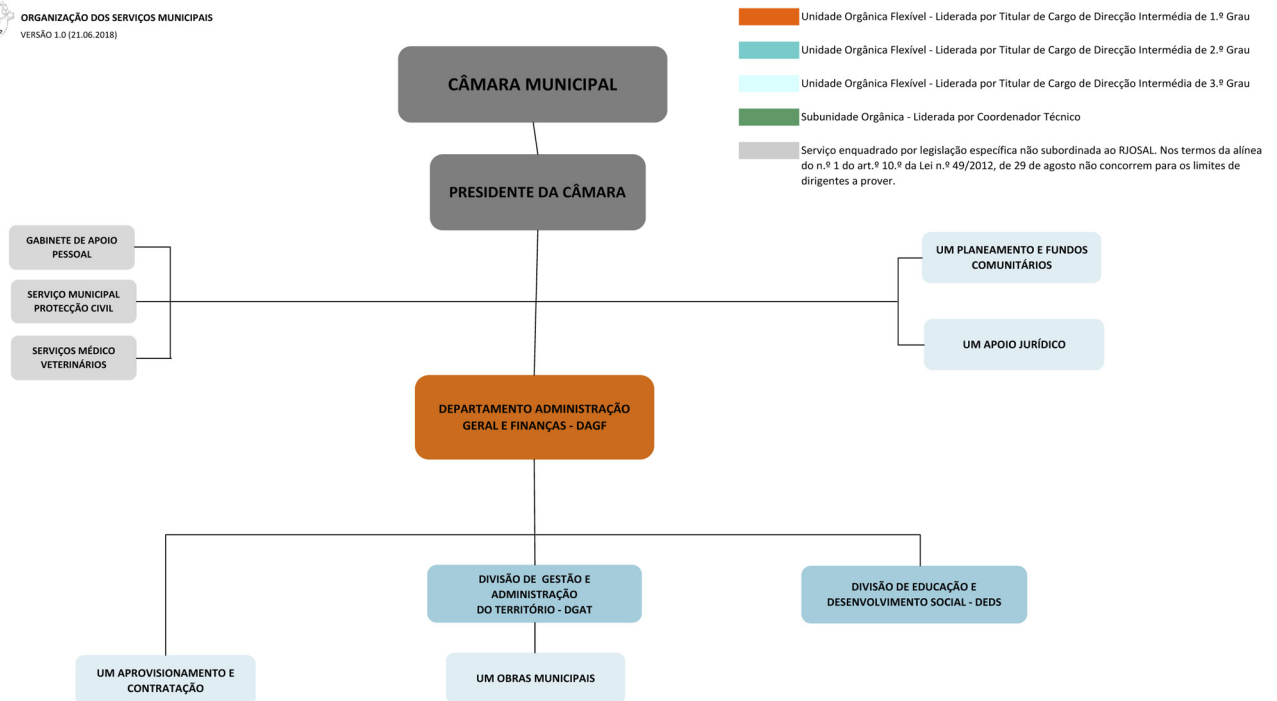 ORGANIZAÇÃO DOS SERVIÇOS MUNICIPAIS
VERSÃO 1.0 (21.06.2018)
Unidade Orgânica Flexível - Liderada por Titular de Cargo de Direcção Intermédia de 1.º Grau
Unidade Orgânica Flexível - Liderada por Titular de Cargo de Direcção Intermédia de 2.º Grau
Unidade Orgânica Flexível - Liderada por Titular de Cargo de Direcção Intermédia de 3.º Grau
Subunidade Orgânica - Liderada por Coordenador Técnico
Serviço enquadrado por legislação específica não subordinada ao RJOSAL. Nos termos da alínea
do n.º 1 do art.º 10.º da Lei n.º 49/2012, de 29 de agosto não concorrem para os limites de
dirigentes a prover.
CÂMARA MUNICIPAL
PRESIDENTE DA CÂMARA
GABINETE DE APOIO
PESSOAL
SERVIÇO MUNICIPAL
PROTECÇÃO CIVIL
SERVIÇOS MÉDICO
VETERINÁRIOS
UM PLANEAMENTO E FUNDOS
COMUNITÁRIOS
UM APOIO JURÍDICO
DEPARTAMENTO ADMINISTRAÇÃO
GERAL E FINANÇAS - DAGF
DIVISÃO DE GESTÃO E
ADMINISTRAÇÃO
DO TERRITÓRIO - DGAT
DIVISÃO DE EDUCAÇÃO E
DESENVOLVIMENTO SOCIAL - DEDS
UM APROVISIONAMENTO E
CONTRATAÇÃO
UM OBRAS MUNICIPAIS